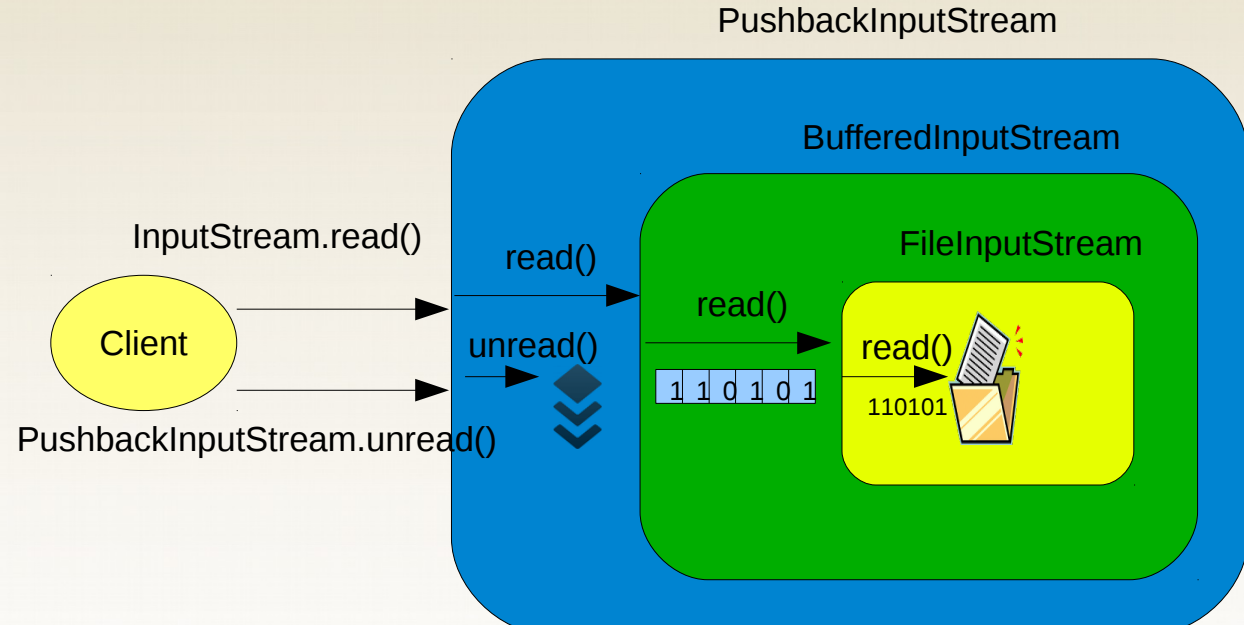 PushbackInputStream
BufferedInputStream
InputStream.read()
FileInputStream
read()
read()
Client
unread()
read()
1 1 0 1 0 1
110101
PushbackInputStream.unread()